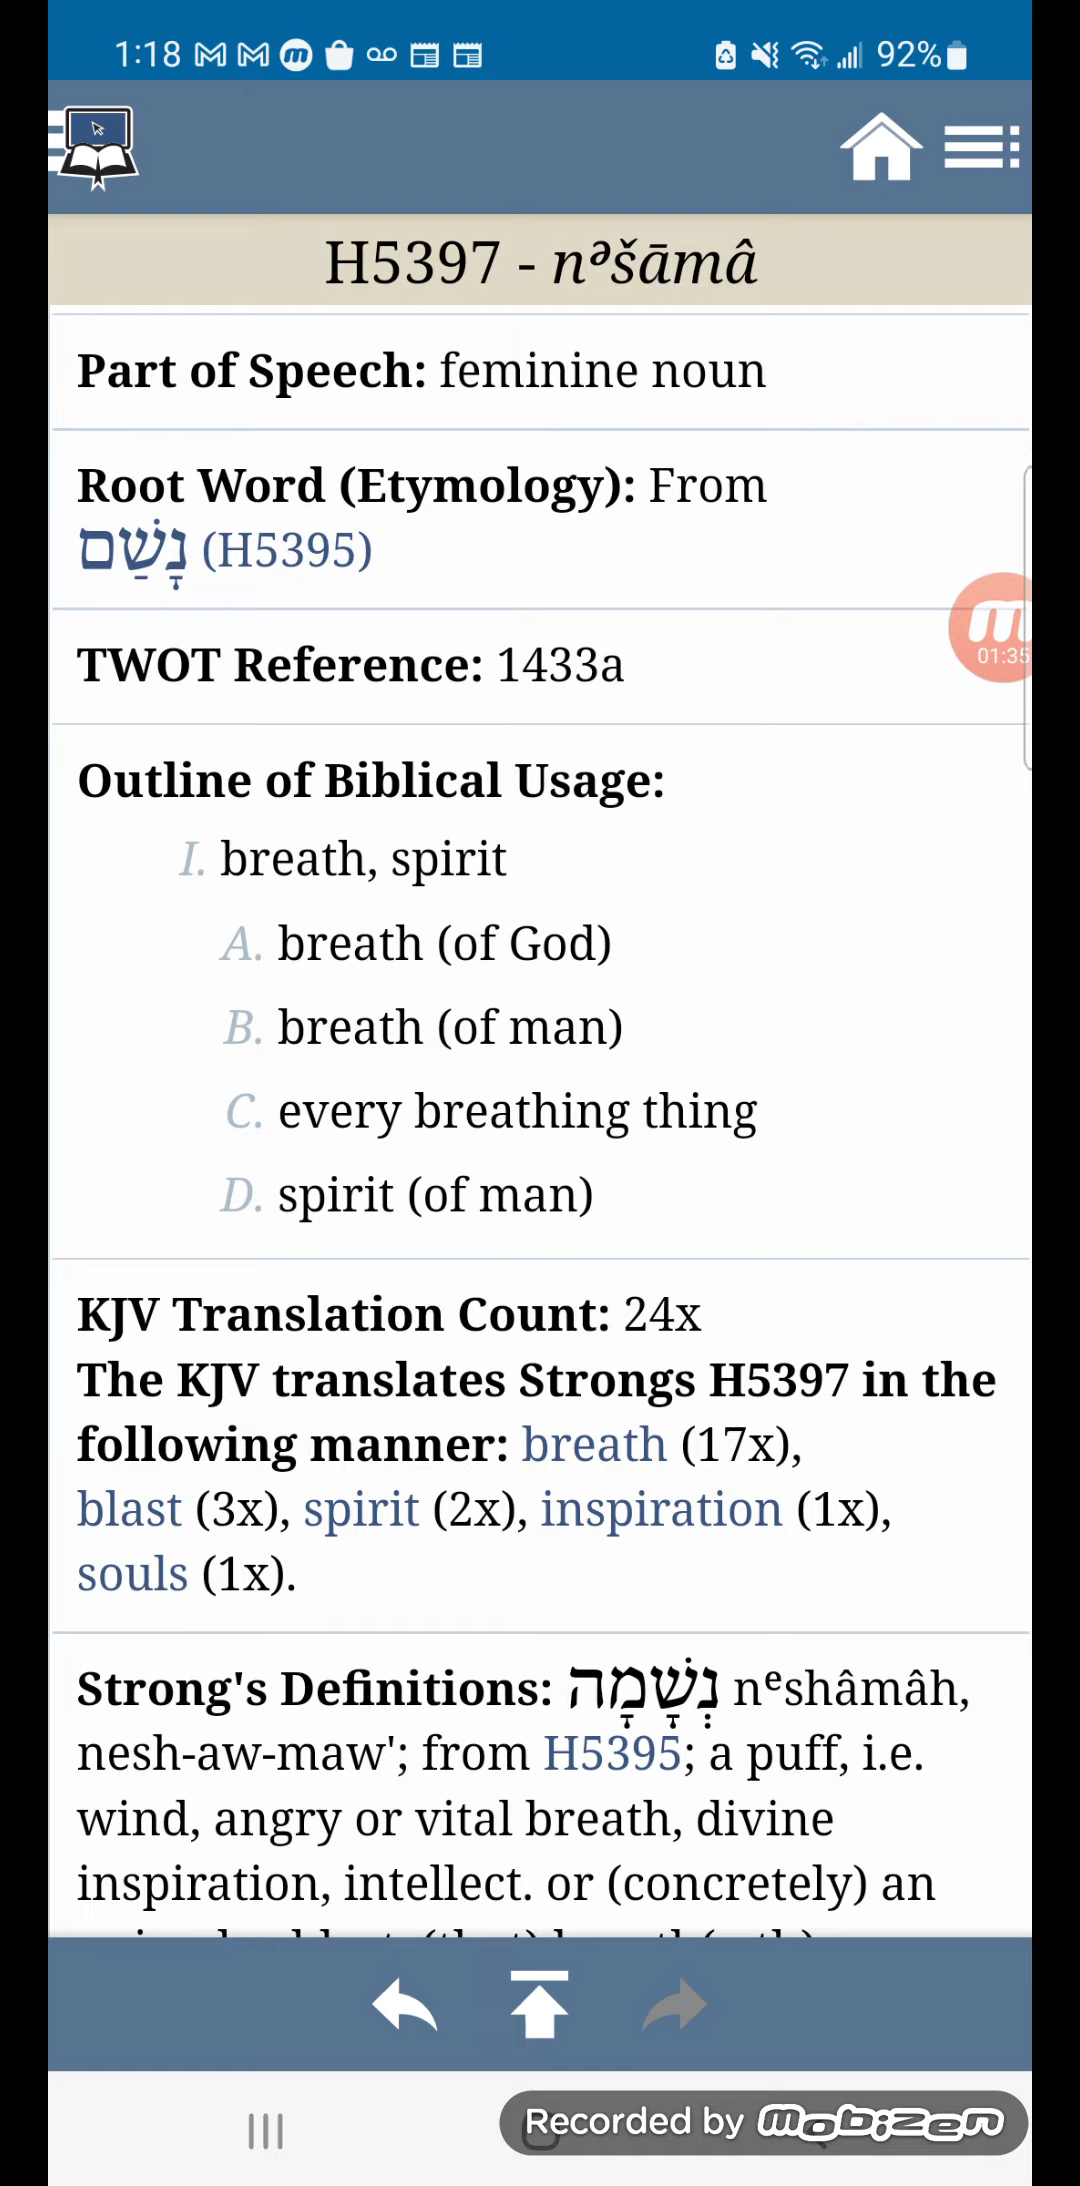 1:18 92%
H5397 - nᵊšāmâ
Part of Speech: feminine noun
Root Word (Etymology): From
נָשַׁם (H5395)
01:35
TWOT Reference: 1433a
Outline of Biblical Usage:
I. breath, spirit
A. breath (of God)
B. breath (of man)
C. every breathing thing
D. spirit (of man)
KJV Translation Count: 24x
The KJV translates Strongs H5397 in the
following manner: breath (17x),
blast (3x), spirit (2x), inspiration (1x),
souls (1x).
Strong's Definitions: נְשָׁמָה nᵉshâmâh,
nesh-aw-maw'; from H5395; a puff, i.e.
wind, angry or vital breath, divine
inspiration, intellect. or (concretely) an
Recorded by mobizen